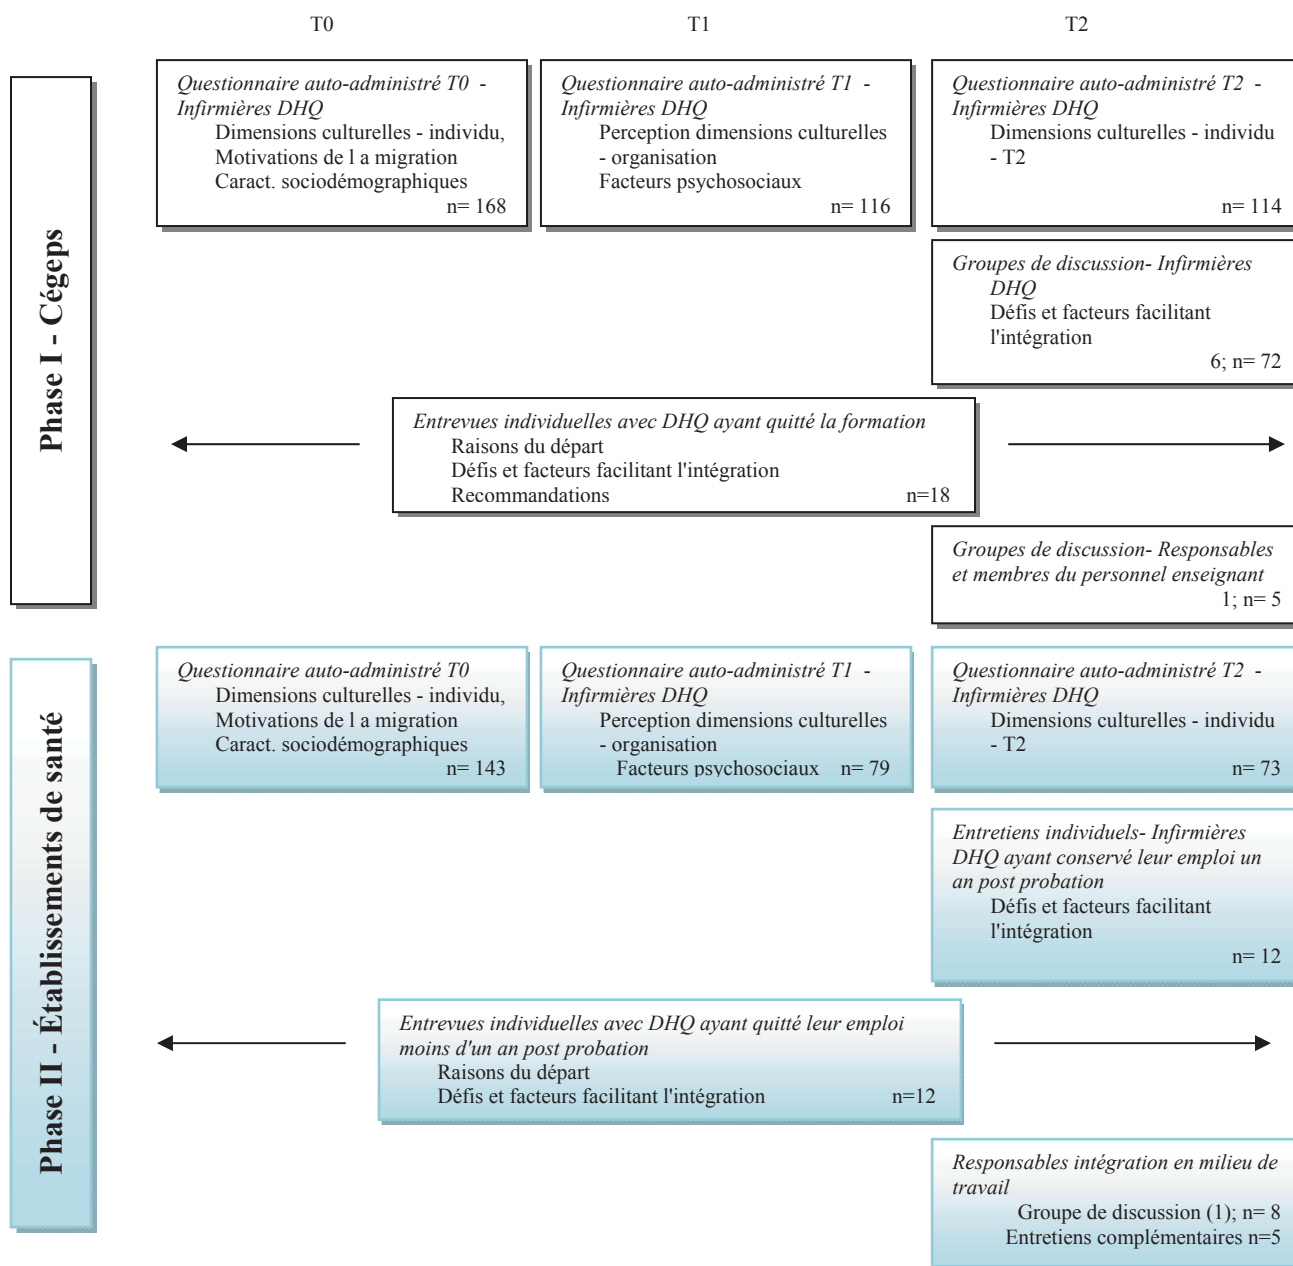 T0
T1
T2
Phase I - Cégeps
Questionnaire auto-administré T0 -
Infirmières DHQ
Dimensions culturelles - individu,
Motivations de l a migration
Caract. sociodémographiques
n= 168
Questionnaire auto-administré T1 -
Infirmières DHQ
Perception dimensions culturelles
- organisation
Facteurs psychosociaux
n= 116
Questionnaire auto-administré T2 -
Infirmières DHQ
Dimensions culturelles - individu
- T2
n= 114
Groupes de discussion- Infirmières
DHQ
Défis et facteurs facilitant
l'intégration
6; n= 72
Entrevues individuelles avec DHQ ayant quitté la formation
Raisons du départ
Défis et facteurs facilitant l'intégration
Recommandations n=18
Groupes de discussion- Responsables
et membres du personnel enseignant
1; n= 5
Phase II - Établissements de santé
Questionnaire auto-administré T0
Dimensions culturelles - individu,
Motivations de l a migration
Caract. sociodémographiques
n= 143
Questionnaire auto-administré T1 -
Infirmières DHQ
Perception dimensions culturelles
- organisation
Facteurs psychosociaux n= 79
Questionnaire auto-administré T2 -
Infirmières DHQ
Dimensions culturelles - individu
- T2
n= 73
Entretiens individuels- Infirmières
DHQ ayant conservé leur emploi un
an post probation
Défis et facteurs facilitant
l'intégration
n= 12
Entrevues individuelles avec DHQ ayant quitté leur emploi
moins d'un an post probation
Raisons du départ
Défis et facteurs facilitant l'intégration n=12
Responsables intégration en milieu de
travail
Groupe de discussion (1); n= 8
Entretiens complémentaires n=5